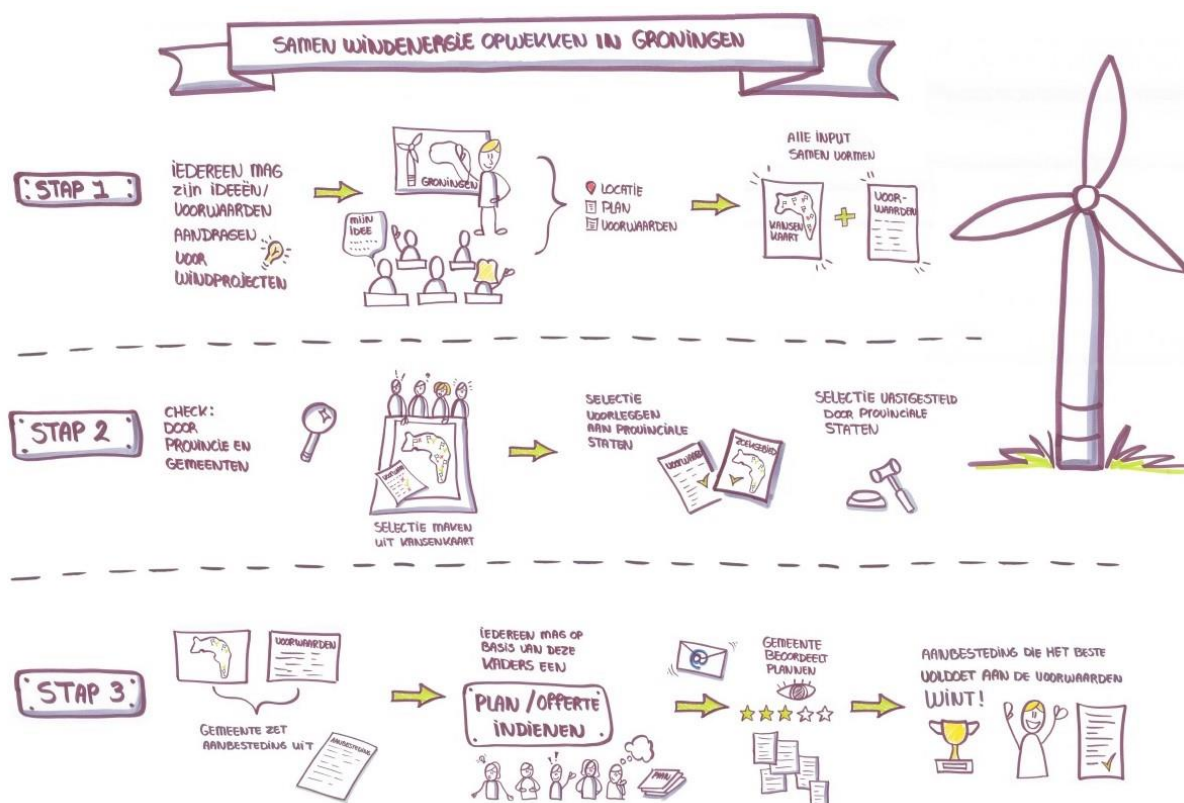 SAMEN WINDENERGIE OPWEKKEN IN GRONINGEN
STAP 1
IEDEREEN MAG
ZIJN IDEEËN/
VOORWAARDEN
AANDRAGEN
VOOR
WINDPROJECTEN
GRONINGEN
MIJN
IDEE
LOCATIE
PLAN
VOORWAARDEN
ALLE INPUT
SAMEN VORMEN
KANSEN
KAART
+
VOOR-
WAARDEN
STAP 2
CHECK:
DOOR
PROVINCIE EN
GEMEENTEN
! ?
VOORWAA
SELECTIE MAKEN
UIT KANSENKAART
SELECTIE
VOORLEGGEN
AAN PROVINCIALE
STATEN
VOORWAAR
ZOEKGEBIED
SELECTIE VASTGESTELD
DOOR PROVINCIALE
STATEN
STAP 3
VOORWAARDEN
GEMEENTE ZET
AANBESTEDING UIT
AANBESTEDING
IEDEREEN MAG OP
BASIS VAN DEZE
KADERS EEN
PLAN / OFFERTE
INDIENEN
!
PLAN
@
GEMEENTE
BEOORDEELT
PLANNEN
AANBESTEDING DIE HET BESTE
VOLDOET AAN DE VOORWAARDEN
WINT!